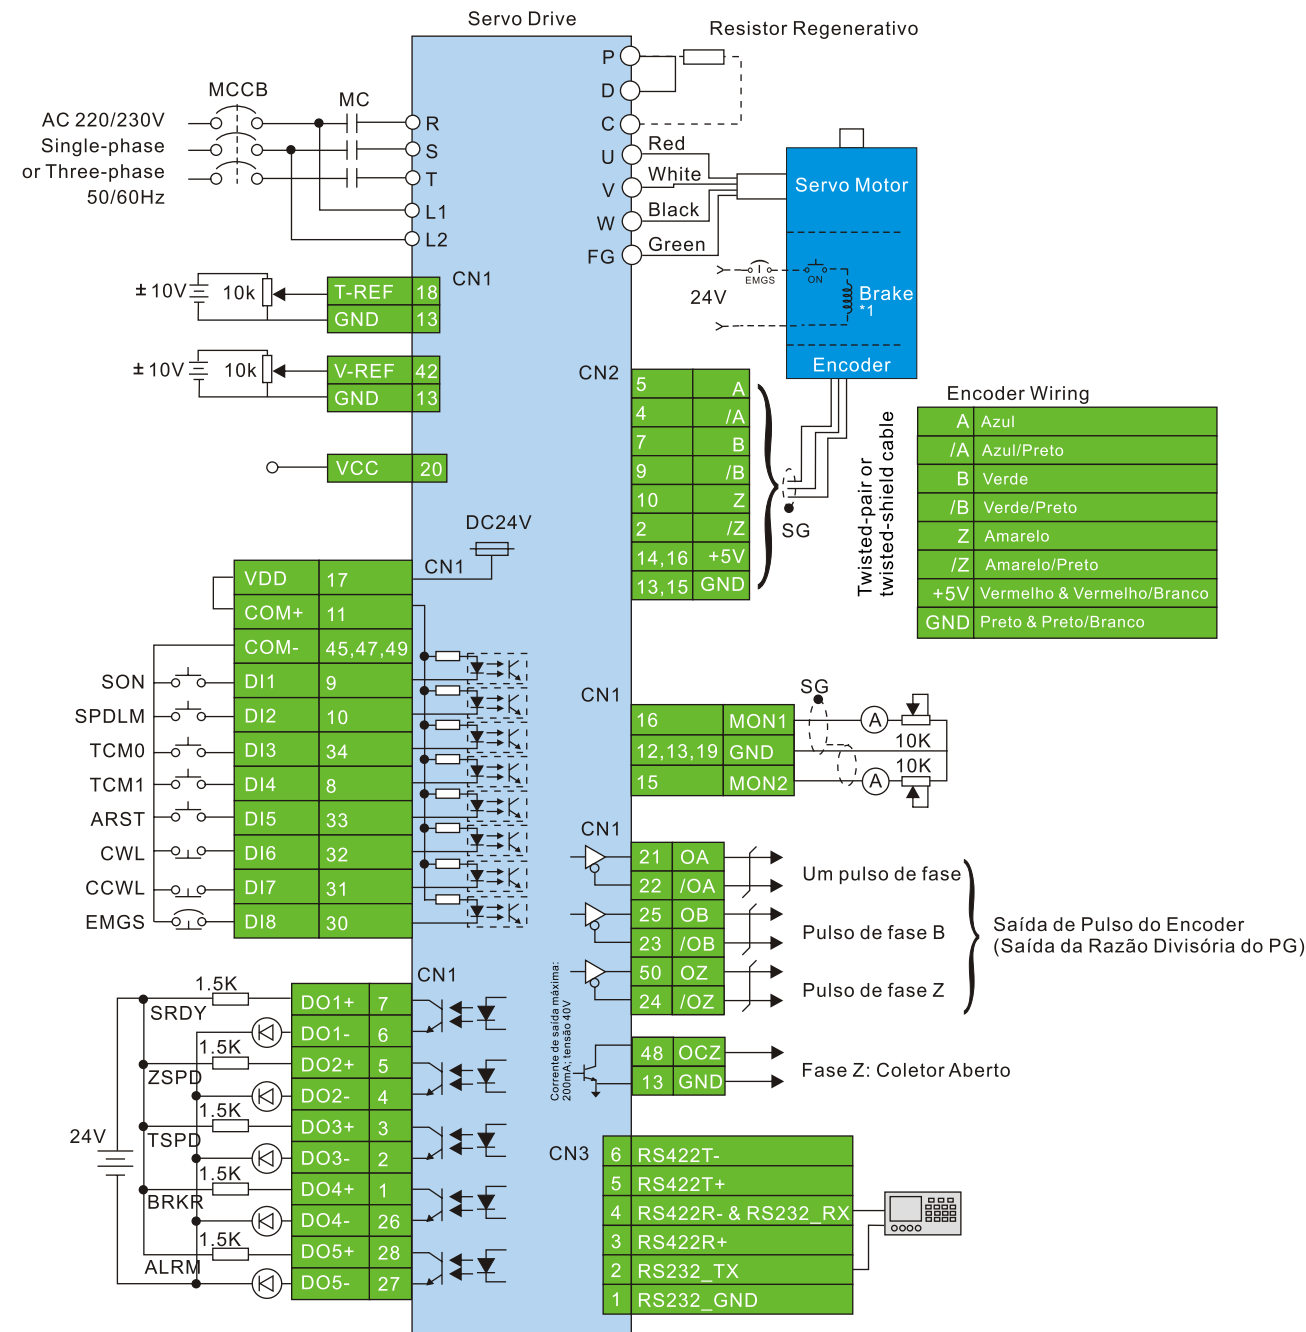 Servo Drive
Resistor Regenerativo
MCCB
MC
AC 220/230V
Single-phase
or Three-phase
50/60Hz
R
S
T
L1
L2
P
D
C
U
V
W
FG
Red
White
Black
Green
Servo Motor
24V
EMGS
ON
Brake
*1
Encoder
CN1
±10V
10k
T-REF 18
GND 13
±10V
10k
V-REF 42
GND 13
VCC 20
CN2
5 A
4 /A
7 B
9 /B
10 Z
2 /Z
14,16 +5V
13,15 GND
SG
Twisted-pair or
twisted-shield cable
Encoder Wiring
A Azul
/A Azul/Preto
B Verde
/B Verde/Preto
Z Amarelo
/Z Amarelo/Preto
+5V Vermelho & Vermelho/Branco
GND Preto & Preto/Branco
DC24V
CN1
VDD 17
COM+ 11
COM- 45,47,49
SON DI1 9
SPDLM DI2 10
TCM0 DI3 34
TCM1 DI4 8
ARST DI5 33
CWL DI6 32
CCWL DI7 31
EMGS DI8 30
CN1
SG
16 MON1
12,13,19 GND
15 MON2
A
10K
10K
A
CN1
21 OA
22 /OA
25 OB
23 /OB
50 OZ
24 /OZ
Um pulso de fase
Pulso de fase B
Pulso de fase Z
Saída de Pulso do Encoder
(Saída da Razão Divisória do PG)
Corrente de saída máxima:
200mA; tensão 40V
48 OCZ
13 GND
Fase Z: Coletor Aberto
CN1
24V
1.5K
SRDY
DO1+ 7
DO1- 6
1.5K
ZSPD
DO2+ 5
DO2- 4
1.5K
TSPD
DO3+ 3
DO3- 2
1.5K
BRKR
DO4+ 1
DO4- 26
1.5K
ALRM
DO5+ 28
DO5- 27
CN3
6 RS422T-
5 RS422T+
4 RS422R- & RS232_RX
3 RS422R+
2 RS232_TX
1 RS232_GND